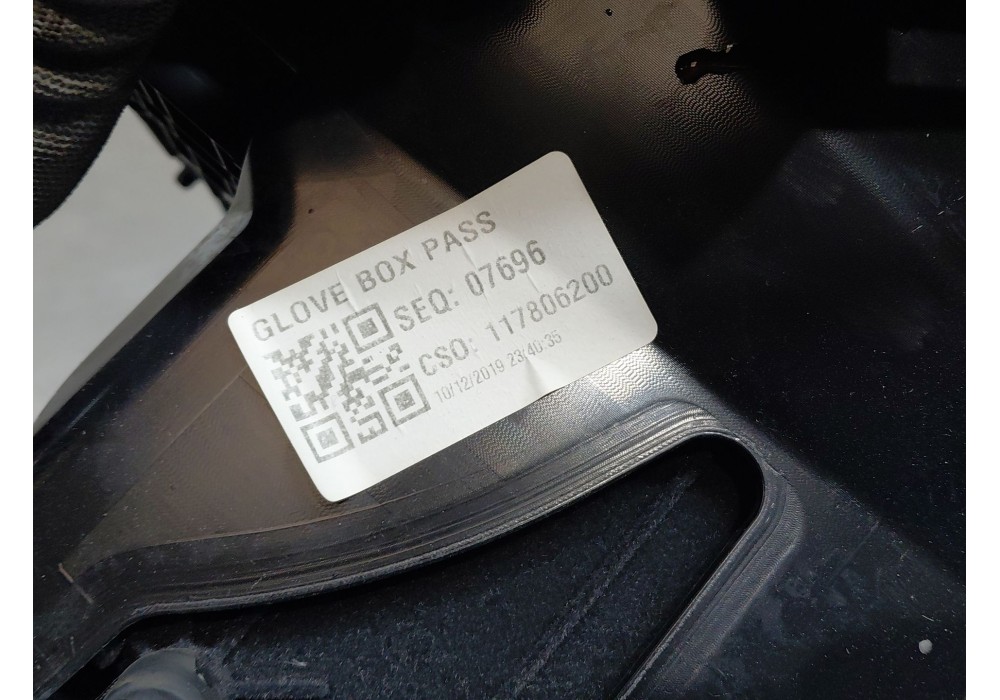 GLOVE BOX PASS
SEQ: 07696
CSO: 117806200
10/12/2019 23:40:35